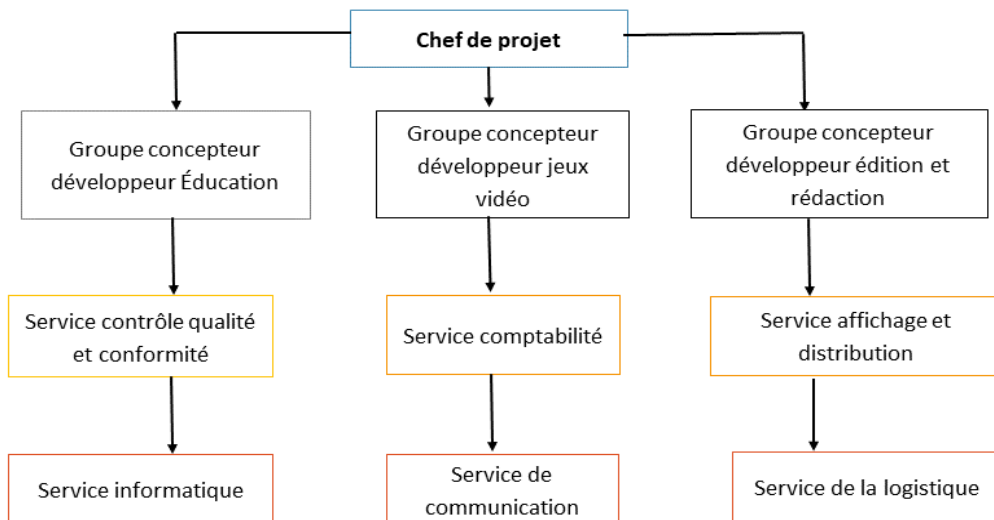 Chef de projet
Groupe concepteur
développeur Éducation
Groupe concepteur
développeur jeux
vidéo
Groupe concepteur
développeur édition et
rédaction
Service contrôle qualité
et conformité
Service comptabilité
Service affichage et
distribution
Service informatique
Service de
communication
Service de la logistique